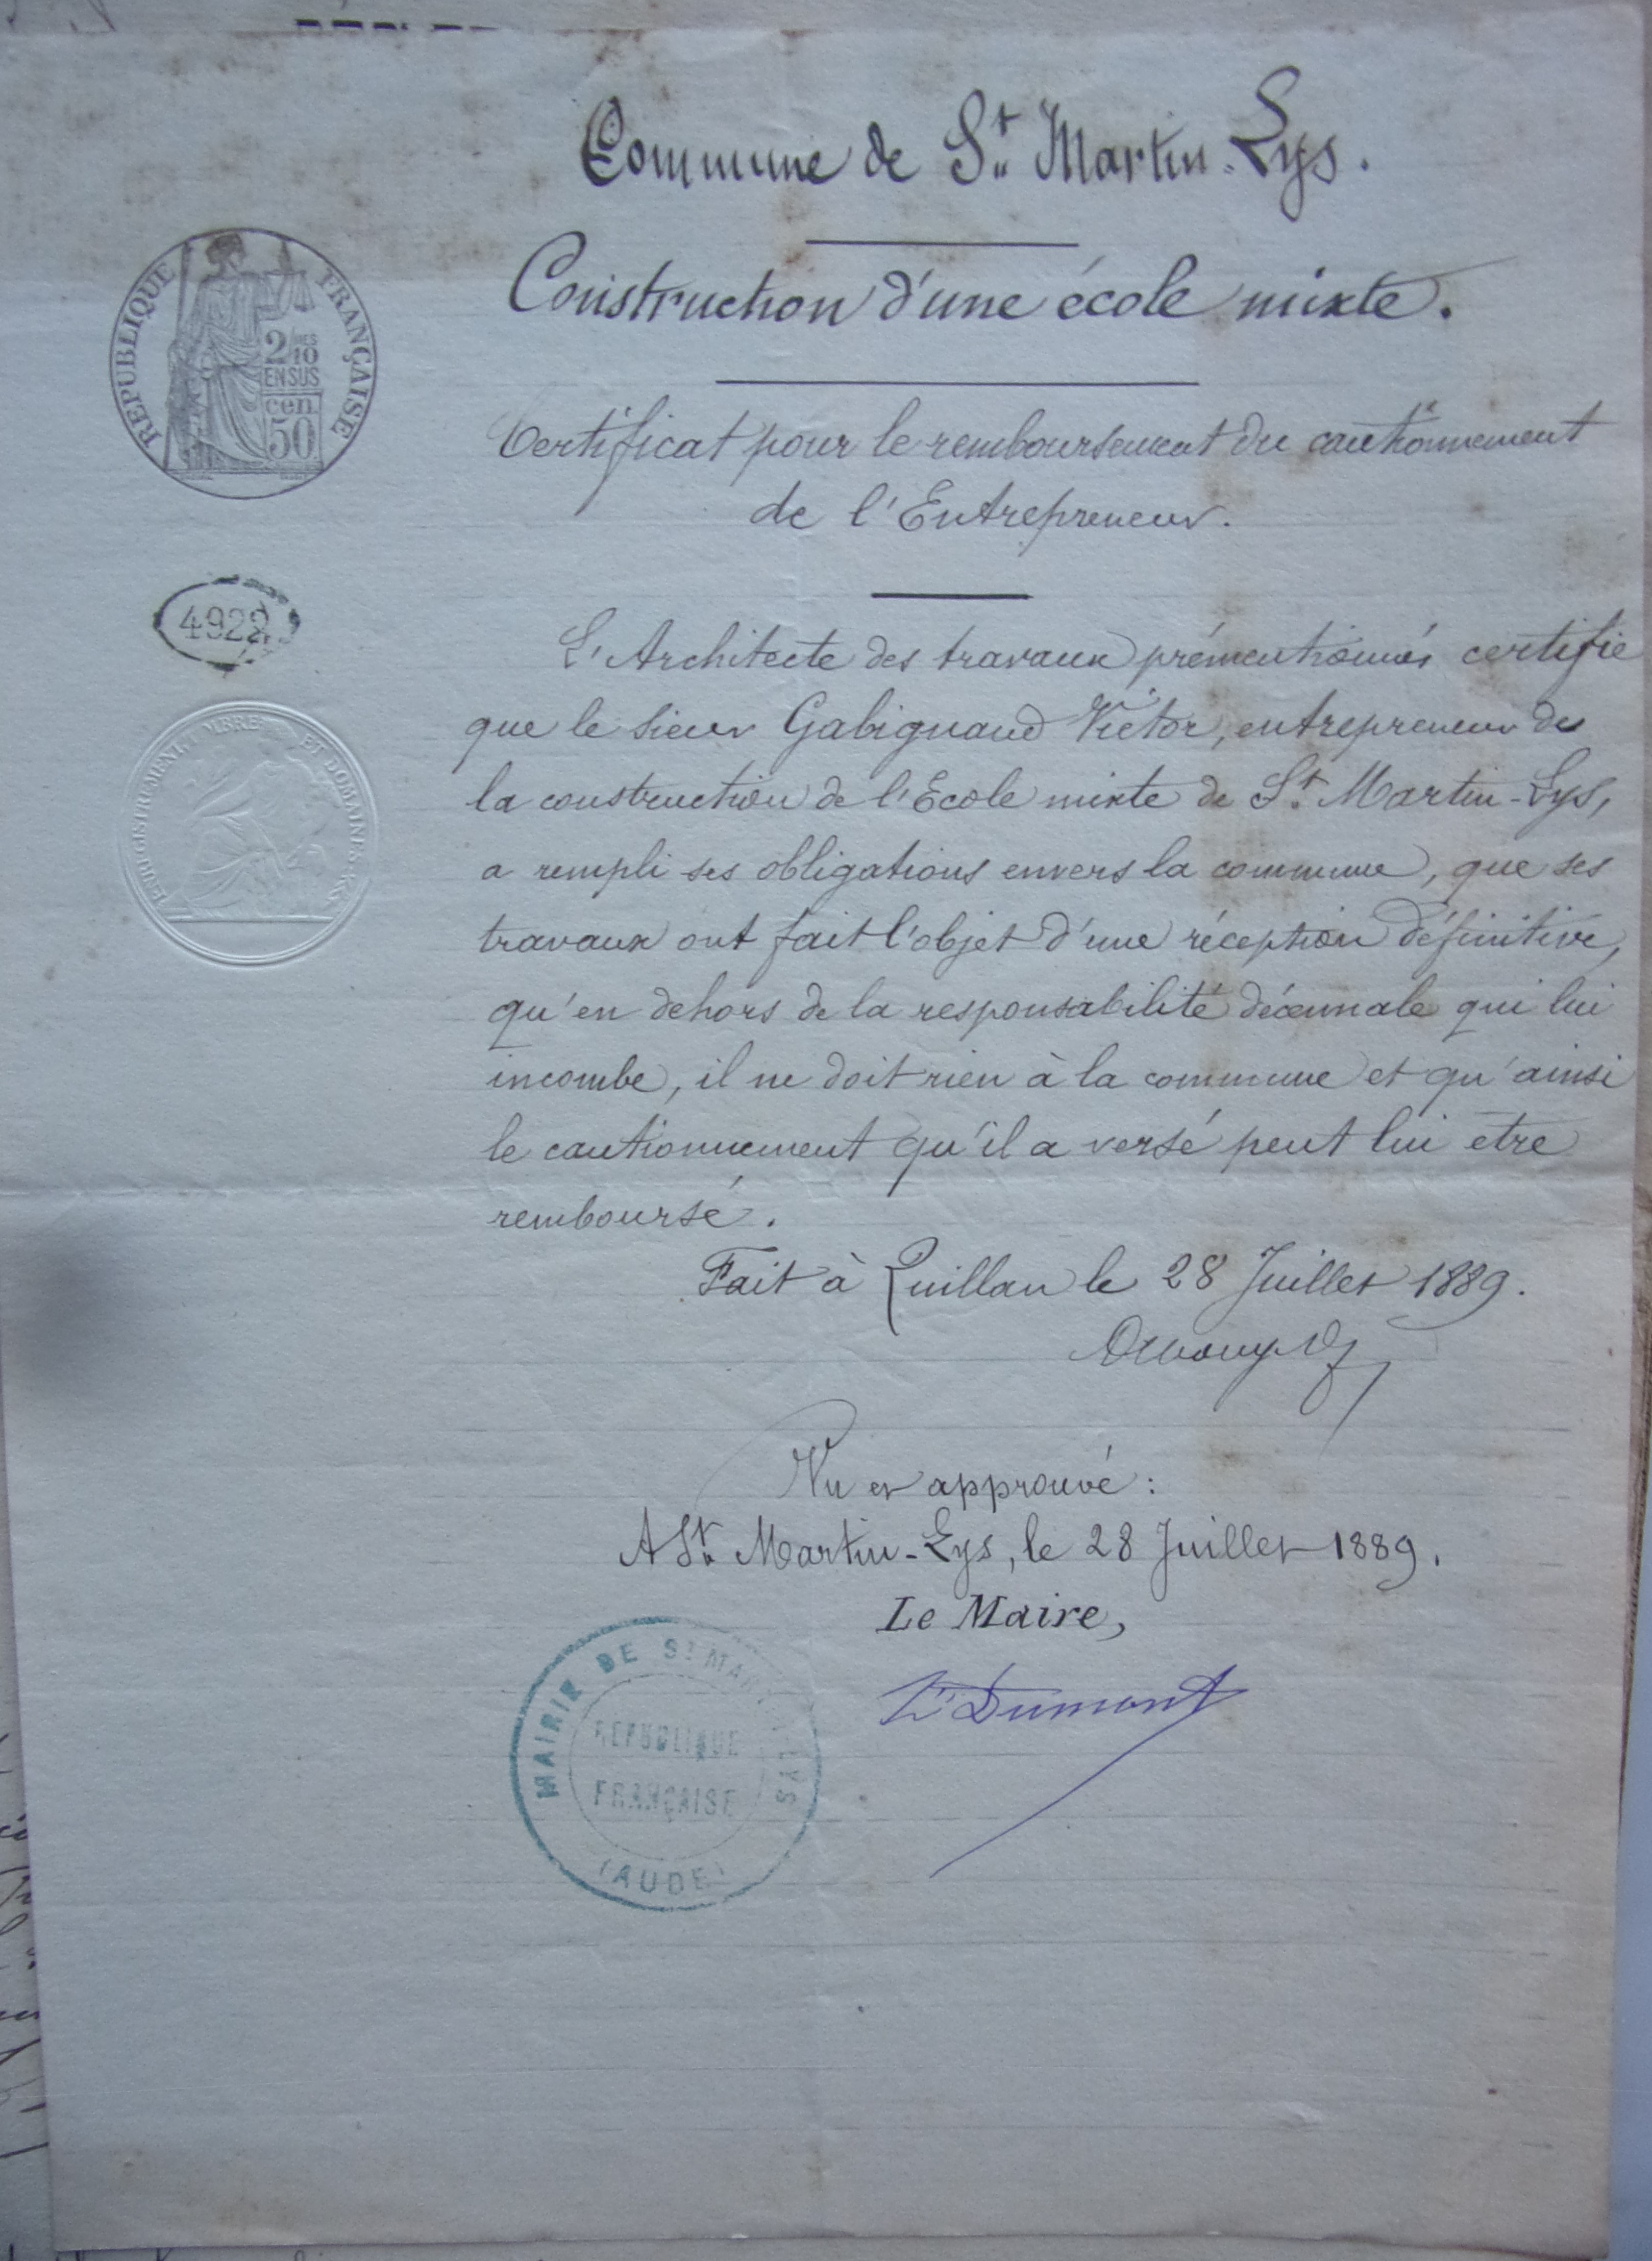 Commune de St Martin-Lys.
Construction d'une école mixte.
RÉPUBLIQUE FRANÇAISE
2/10 MES
EN SUS
cen.
50
Certificat pour le remboursement du cautionnement
de l'Entrepreneur.
4922
ENREGISTREMENT TIMBRE ET DOMAINES
L'Architecte des travaux prémentionnés certifie
que le sieur Gabignaud Victor, entrepreneur de
la construction de l'Ecole mixte de St Martin-Lys,
a rempli ses obligations envers la commune, que ses
travaux ont fait l'objet d'une réception définitive,
qu'en dehors de la responsabilité décennale qui lui
incombe, il ne doit rien à la commune et qu'ainsi
le cautionnement qu'il a versé peut lui etre
remboursé.
Fait à Quillan le 28 Juillet 1889.
Vu et approuvé :
A St Martin-Lys, le 28 Juillet 1889.
Le Maire,
Dumont
MAIRIE DE ST MARTIN LYS
REPUBLIQUE
FRANÇAISE
(AUDE)